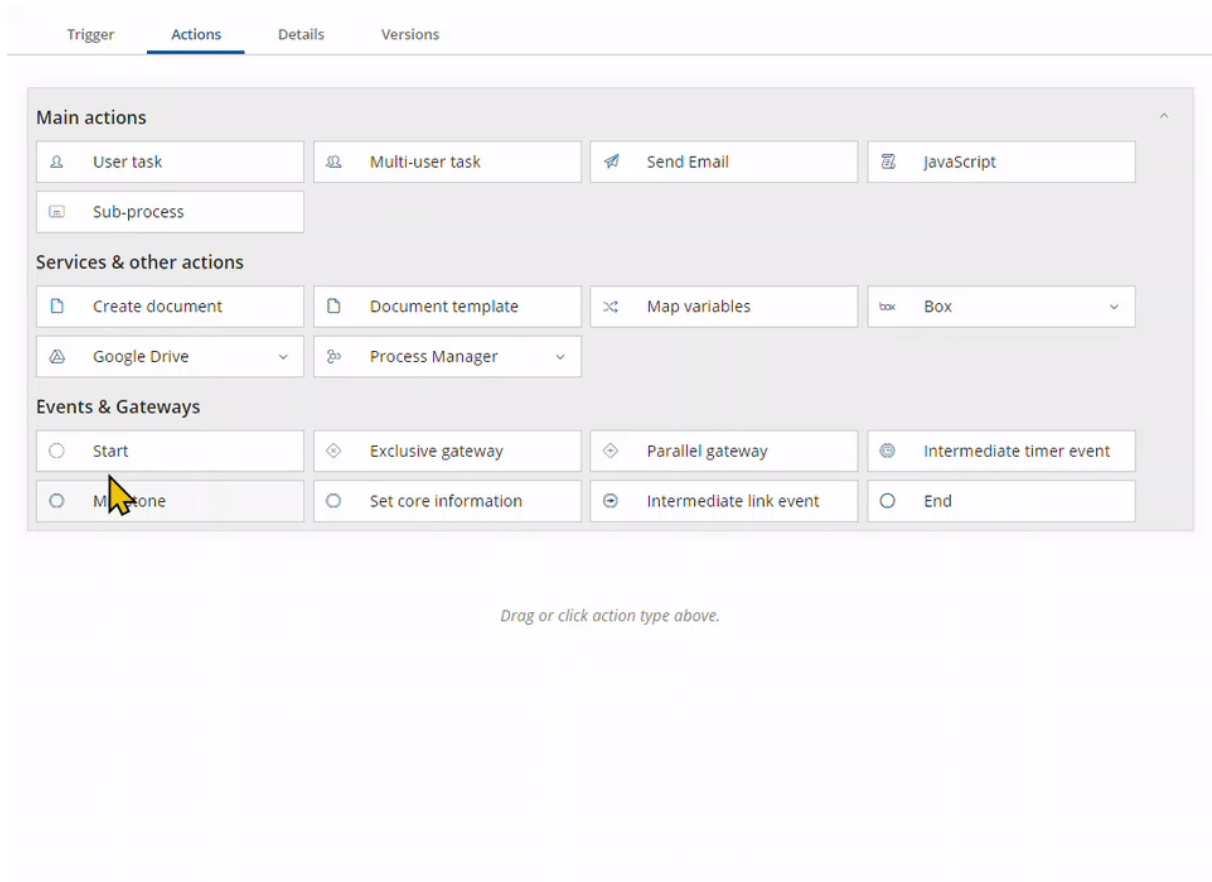 Trigger Actions Details Versions
Main actions
User task Multi-user task Send Email JavaScript
Sub-process
Services & other actions
Create document Document template Map variables box Box
Google Drive Process Manager
Events & Gateways
Start Exclusive gateway Parallel gateway Intermediate timer event
Set core information Intermediate link event End
Drag or click action type above.